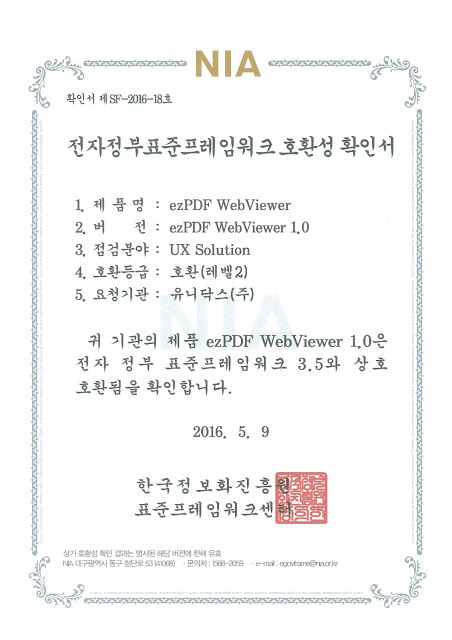 NIA
확인서 제 SF-2016-18호
전자정부표준프레임워크 호환성 확인서
1. 제 품 명 : ezPDF WebViewer
2. 버 전 : ezPDF WebViewer 1.0
3. 점검분야 : UX Solution
4. 호환등급 : 호환(레벨2)
5. 요청기관 : 유니닥스(주)
NIA
귀 기관의 제품 ezPDF WebViewer 1.0은
전자 정부 표준프레임워크 3.5와 상호
호환됨을 확인합니다.
2016. 5. 9
한국정보화진흥원
표준프레임워크센터
상기 호환성 확인 결과는 명시된 해당 버전에 한해 유효
NIA 대구광역시 동구 첨단로 53 (41068) · 문의처 : 1566-2059 · e-mail : egovframe@nia.or.kr